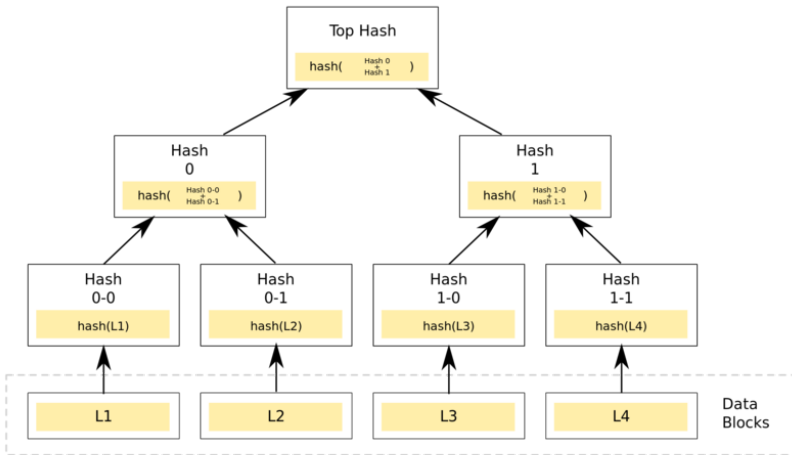 Top Hash
hash( Hash 0 + Hash 1 )
Hash
0
hash( Hash 0-0 + Hash 0-1 )
Hash
1
hash( Hash 1-0 + Hash 1-1 )
Hash
0-0
hash(L1)
Hash
0-1
hash(L2)
Hash
1-0
hash(L3)
Hash
1-1
hash(L4)
L1
L2
L3
L4
Data
Blocks